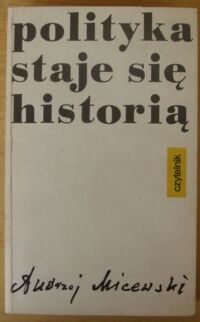 polityka
staje się
historią
czytelnik
Andrzej Micewski